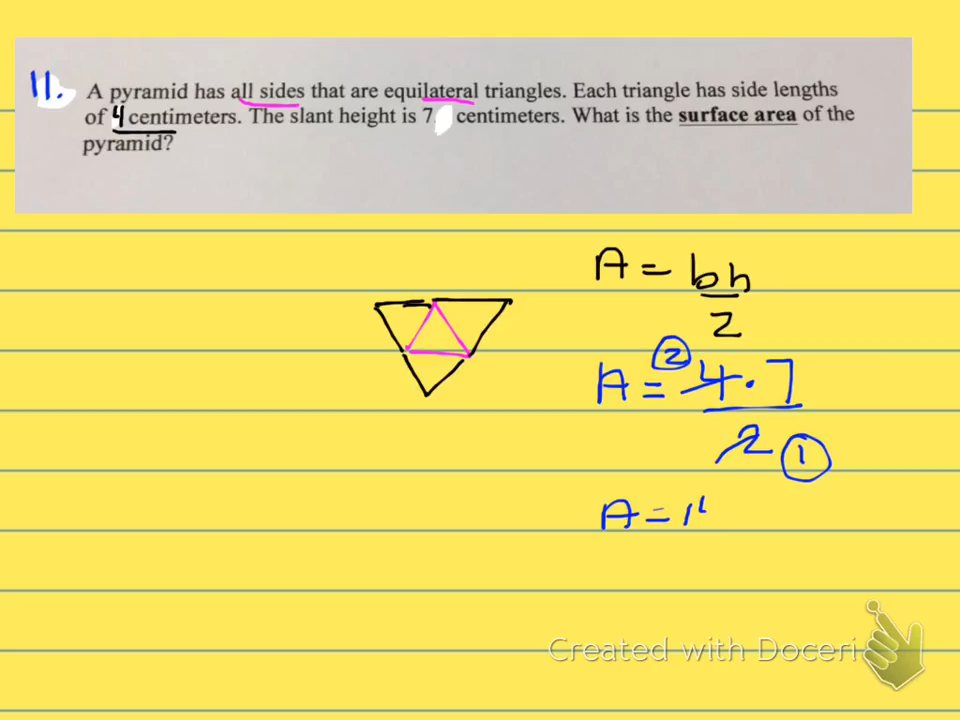 11. A pyramid has all sides that are equilateral triangles. Each triangle has side lengths
of 4 centimeters. The slant height is 7 centimeters. What is the surface area of the
pyramid?
A = bh
2
A = 4 · 7
2
2
1
A = 14
Created with Doceri